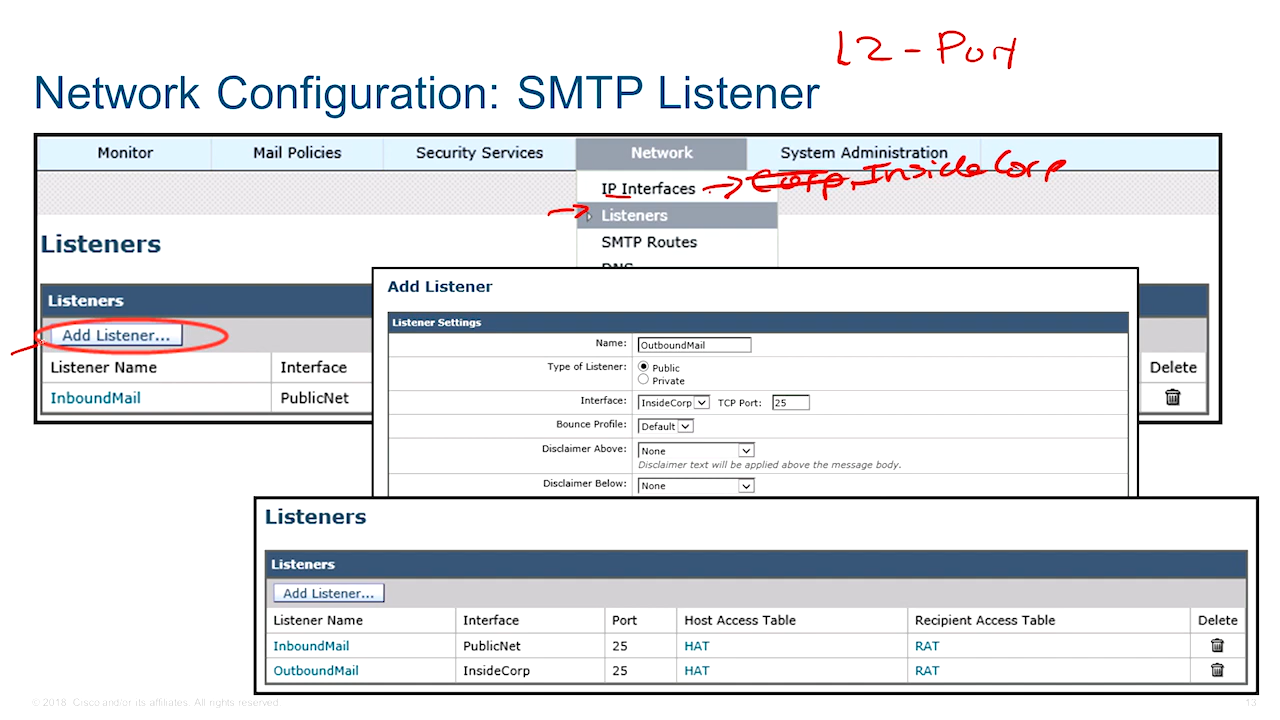 L2 - Port
Network Configuration: SMTP Listener
Monitor Mail Policies Security Services Network System Administration
IP Interfaces → Corp. InsideCorp
Listeners
SMTP Routes
DNS
Listeners
Listeners
Add Listener...
Listener Name Interface Delete
InboundMail PublicNet
Add Listener
Listener Settings
Name: OutboundMail
Type of Listener: Public
Private
Interface: InsideCorp TCP Port: 25
Bounce Profile: Default
Disclaimer Above: None
Disclaimer text will be applied above the message body.
Disclaimer Below: None
Listeners
Listeners
Add Listener...
Listener Name Interface Port Host Access Table Recipient Access Table Delete
InboundMail PublicNet 25 HAT RAT
OutboundMail InsideCorp 25 HAT RAT
© 2018 Cisco and/or its affiliates. All rights reserved. 13